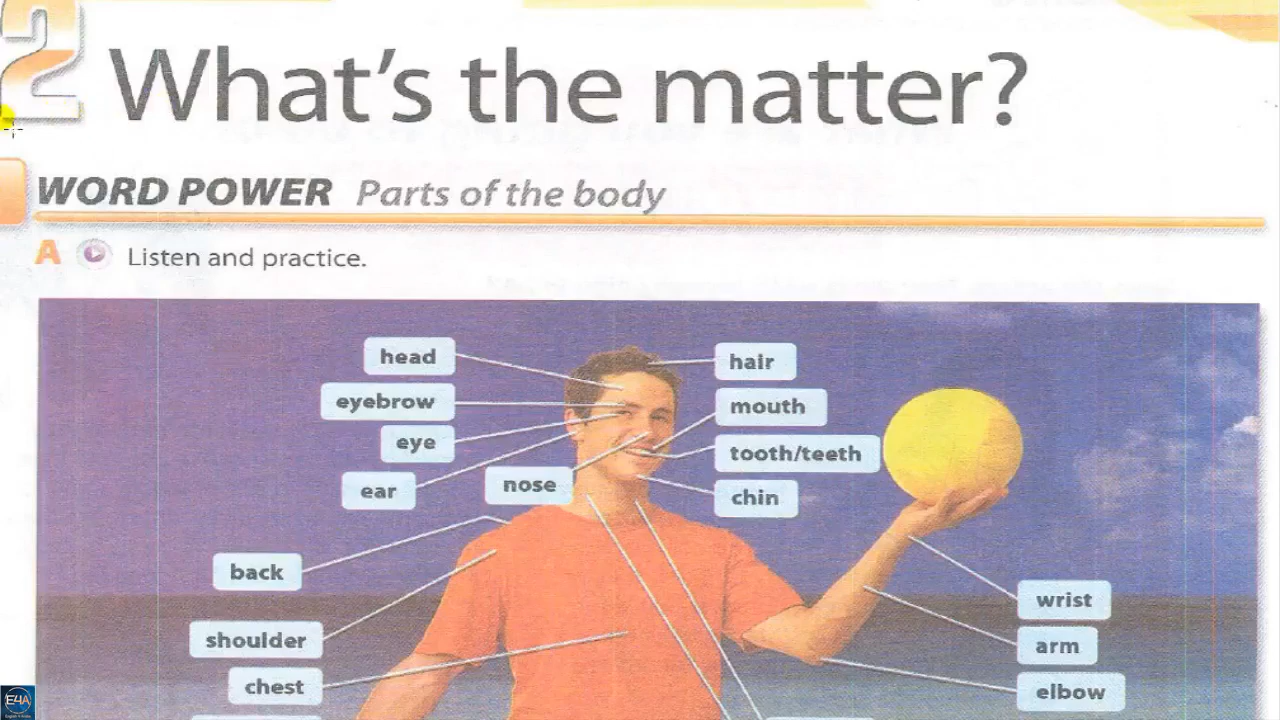 2 What's the matter?
WORD POWER Parts of the body
A Listen and practice.
head
hair
eyebrow
mouth
eye
tooth/teeth
ear
nose
chin
back
wrist
shoulder
arm
chest
elbow
E4A